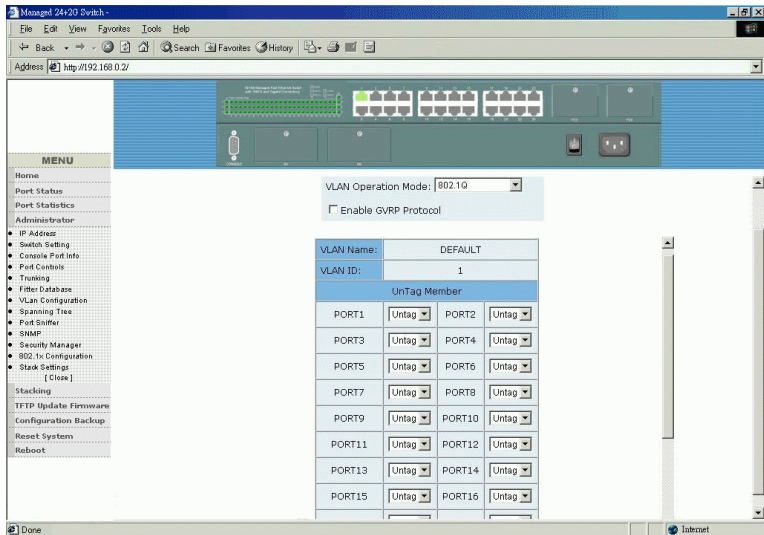 Managed 24+2G Switch -
File Edit View Favorites Tools Help
Back Search Favorites History
Address http://192.168.0.2/
MENU
Home
Port Status
Port Statistics
Administrator
IP Address
Switch Setting
Console Port Info
Port Controls
Trunking
Fitter Database
VLan Configuration
Spanning Tree
Port Sniffer
SNMP
Security Manager
802.1x Configuration
Stack Settings
[ Close ]
Stacking
TFTP Update Firmware
Configuration Backup
Reset System
Reboot
CONSOLE
VLAN Operation Mode: 802.1Q
Enable GVRP Protocol
VLAN Name: DEFAULT
VLAN ID: 1
UnTag Member
PORT1 Untag PORT2 Untag
PORT3 Untag PORT4 Untag
PORT5 Untag PORT6 Untag
PORT7 Untag PORT8 Untag
PORT9 Untag PORT10 Untag
PORT11 Untag PORT12 Untag
PORT13 Untag PORT14 Untag
PORT15 Untag PORT16 Untag
Done Internet